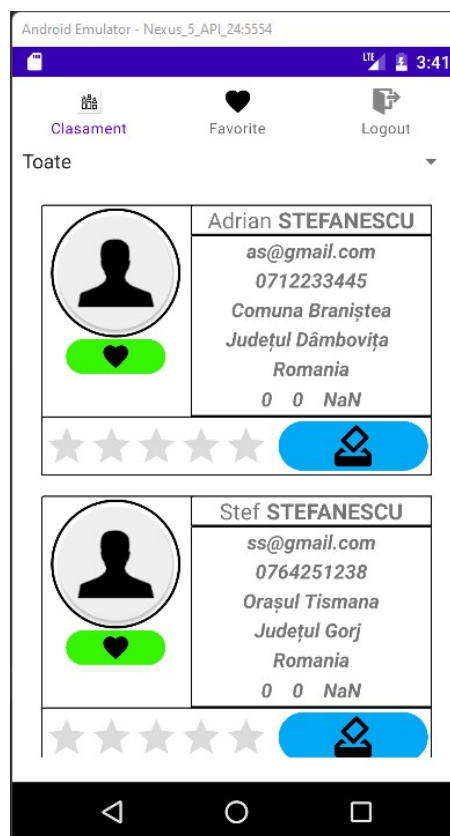 Android Emulator - Nexus_5_API_24:5554
LTE 3:41
Clasament Favorite Logout
Toate
Adrian STEFANESCU
as@gmail.com
0712233445
Comuna Braniștea
Județul Dâmbovița
Romania
0 0 NaN
Stef STEFANESCU
ss@gmail.com
0764251238
Orașul Tismana
Județul Gorj
Romania
0 0 NaN